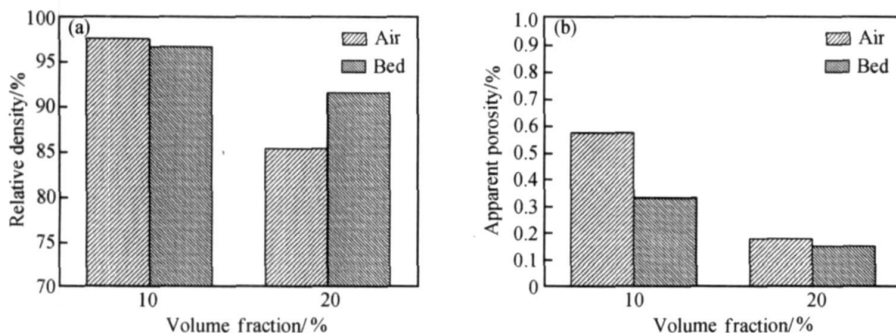 (a)
Air
Bed
100
95
90
85
80
75
70
Relative density/%
10
20
Volume fraction/%
(b)
Air
Bed
1.0
0.9
0.8
0.7
0.6
0.5
0.4
0.3
0.2
0.1
0
Apparent porosity/%
10
20
Volume fraction/%